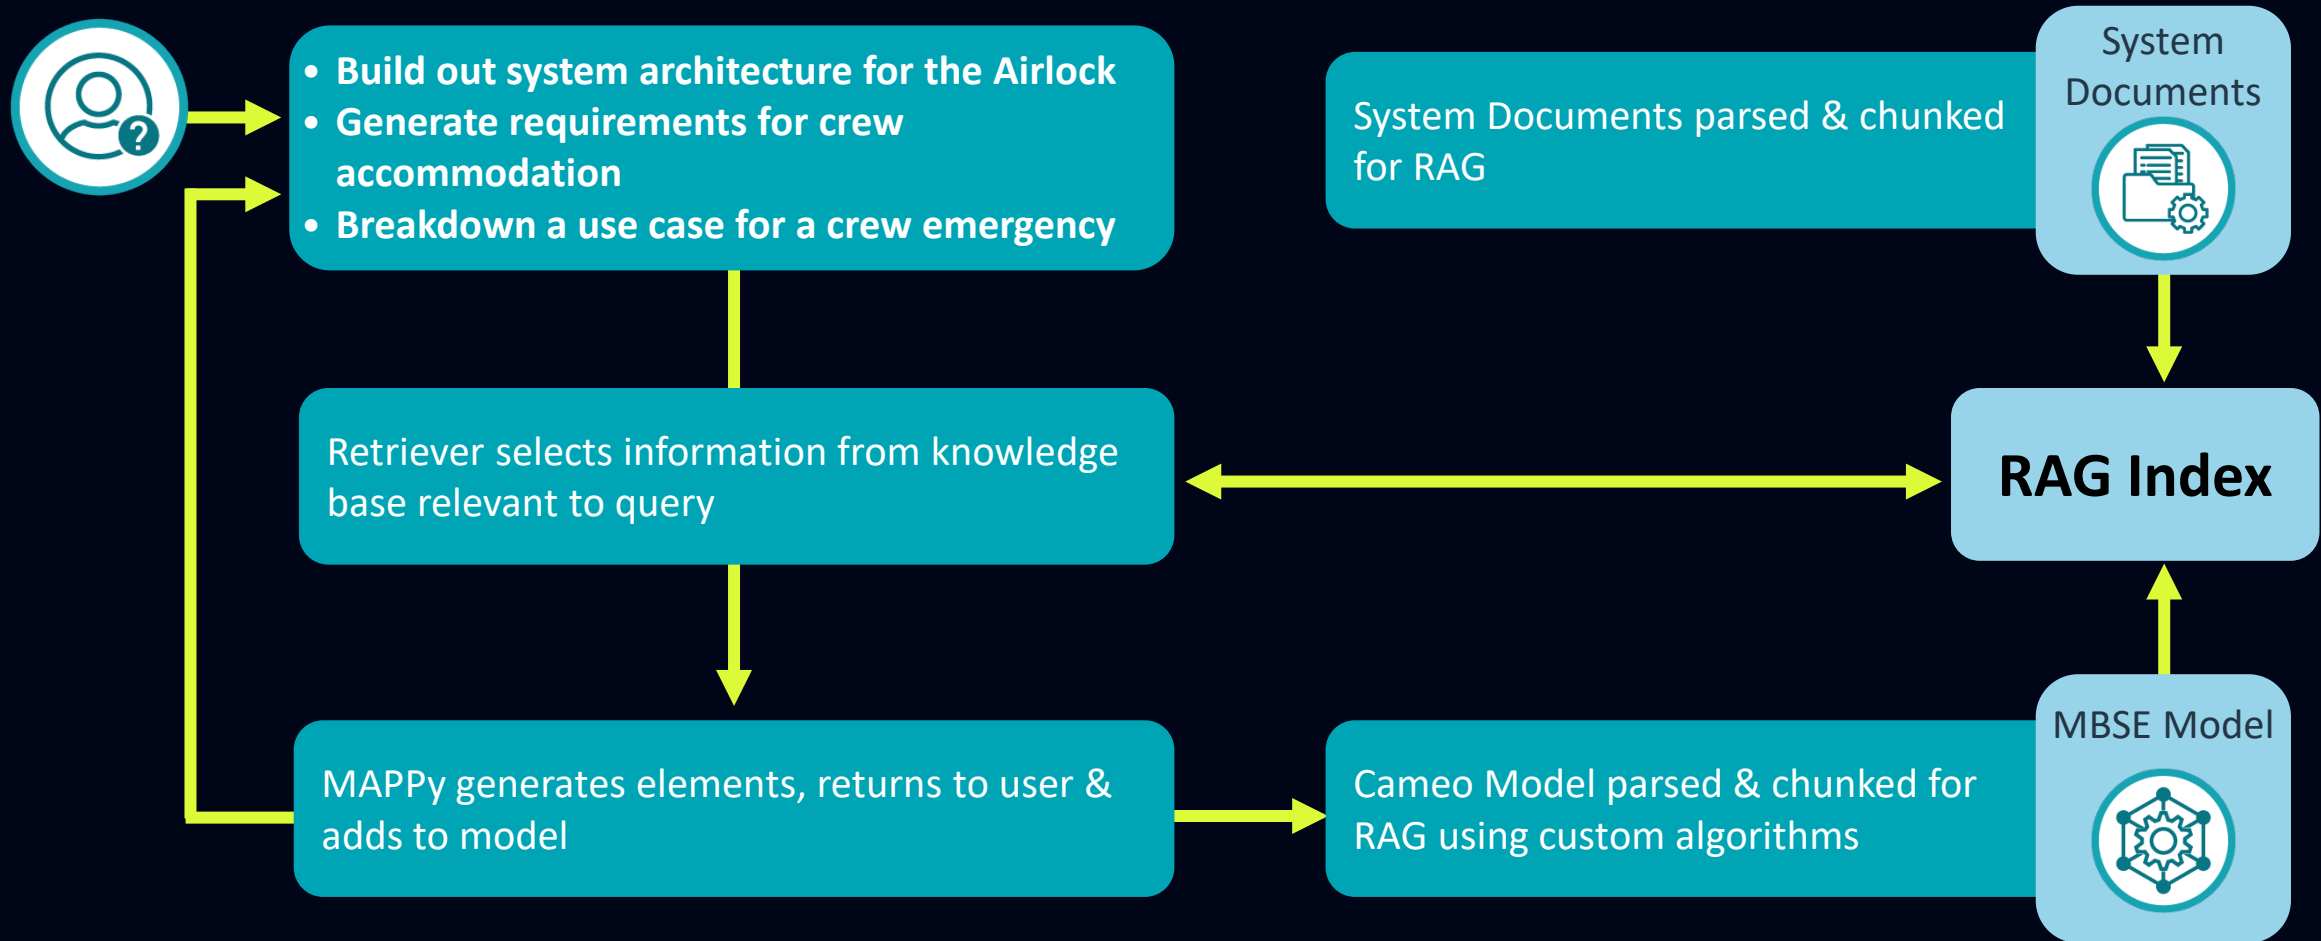 • Build out system architecture for the Airlock
• Generate requirements for crew
accommodation
• Breakdown a use case for a crew emergency
System Documents parsed & chunked
for RAG
System
Documents
Retriever selects information from knowledge
base relevant to query
RAG Index
MAPPy generates elements, returns to user &
adds to model
Cameo Model parsed & chunked for
RAG using custom algorithms
MBSE Model
?